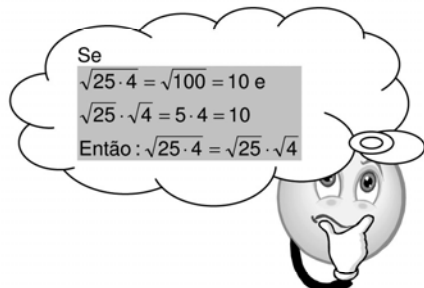 Se
√25 · 4 = √100 = 10 e
√25 · √4 = 5 · 4 = 10
Então : √25 · 4 = √25 · √4